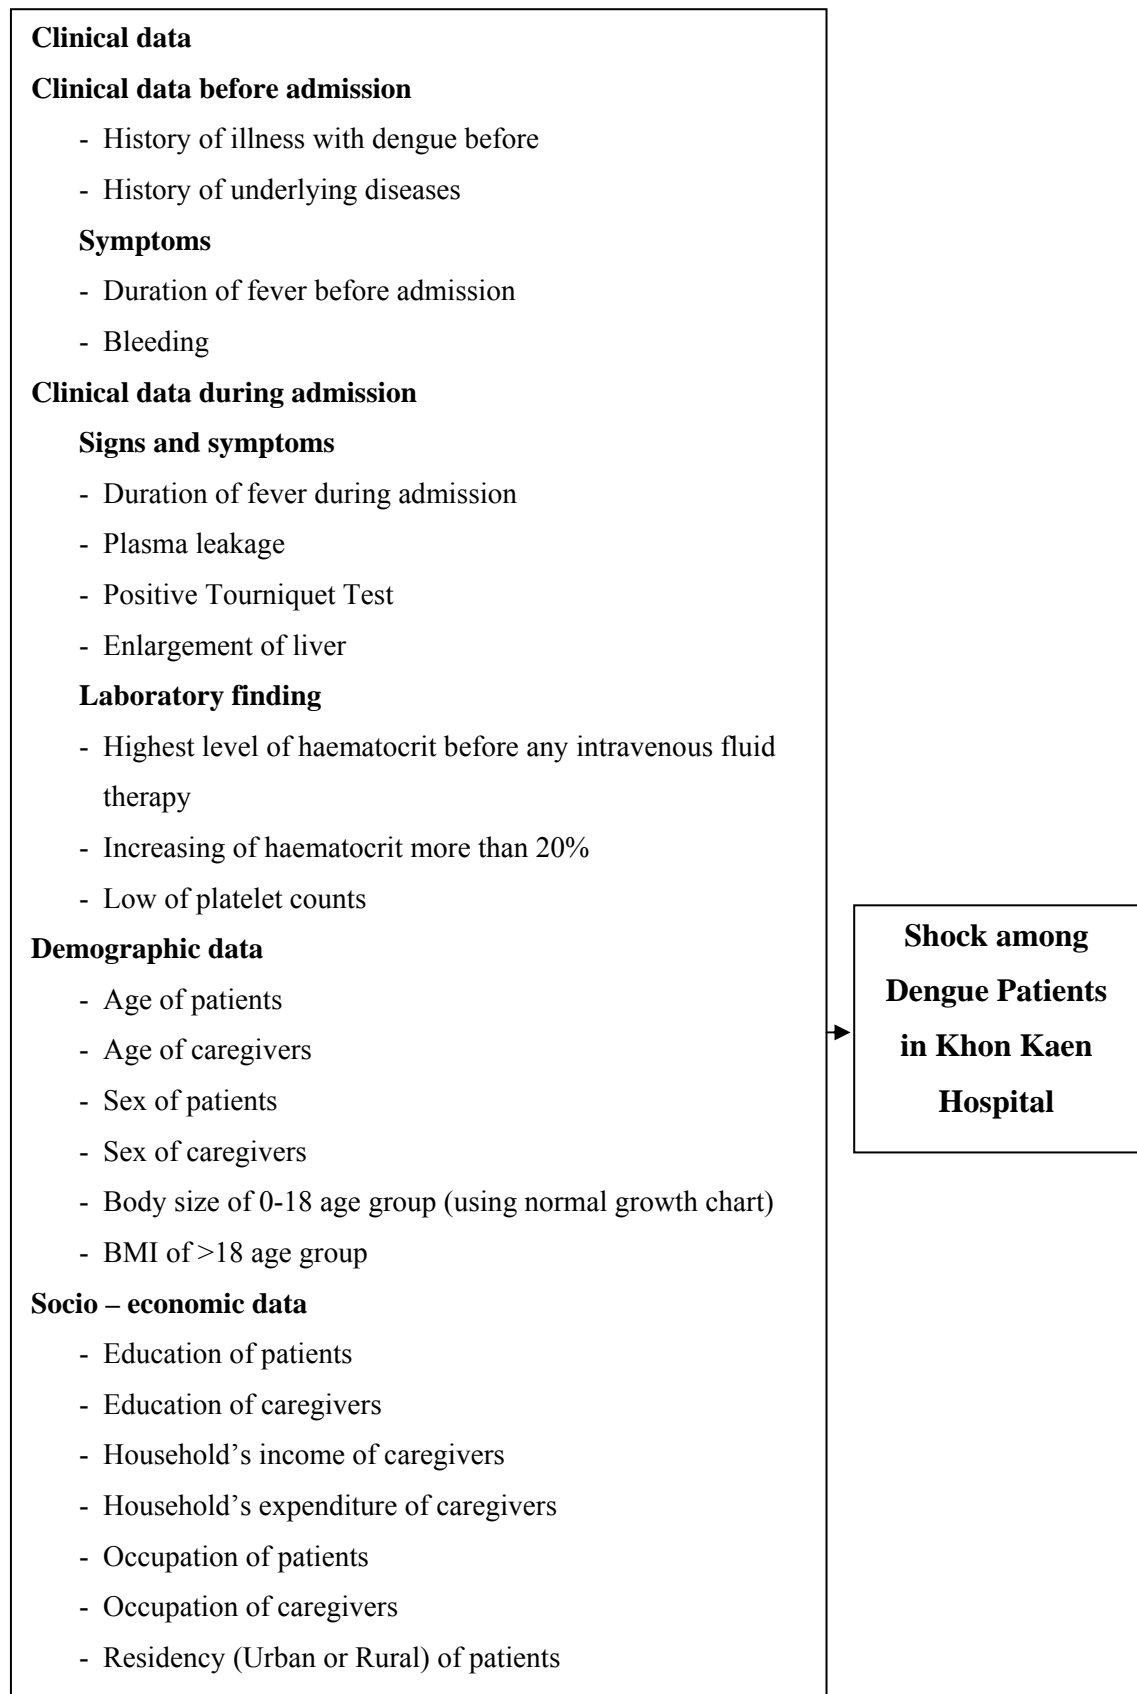 Clinical data
Clinical data before admission
- History of illness with dengue before
- History of underlying diseases
Symptoms
- Duration of fever before admission
- Bleeding
Clinical data during admission
Signs and symptoms
- Duration of fever during admission
- Plasma leakage
- Positive Tourniquet Test
- Enlargement of liver
Laboratory finding
- Highest level of haematocrit before any intravenous fluid
therapy
- Increasing of haematocrit more than 20%
- Low of platelet counts
Demographic data
- Age of patients
- Age of caregivers
- Sex of patients
- Sex of caregivers
- Body size of 0-18 age group (using normal growth chart)
- BMI of >18 age group
Socio – economic data
- Education of patients
- Education of caregivers
- Household’s income of caregivers
- Household’s expenditure of caregivers
- Occupation of patients
- Occupation of caregivers
- Residency (Urban or Rural) of patients
Shock among
Dengue Patients
in Khon Kaen
Hospital